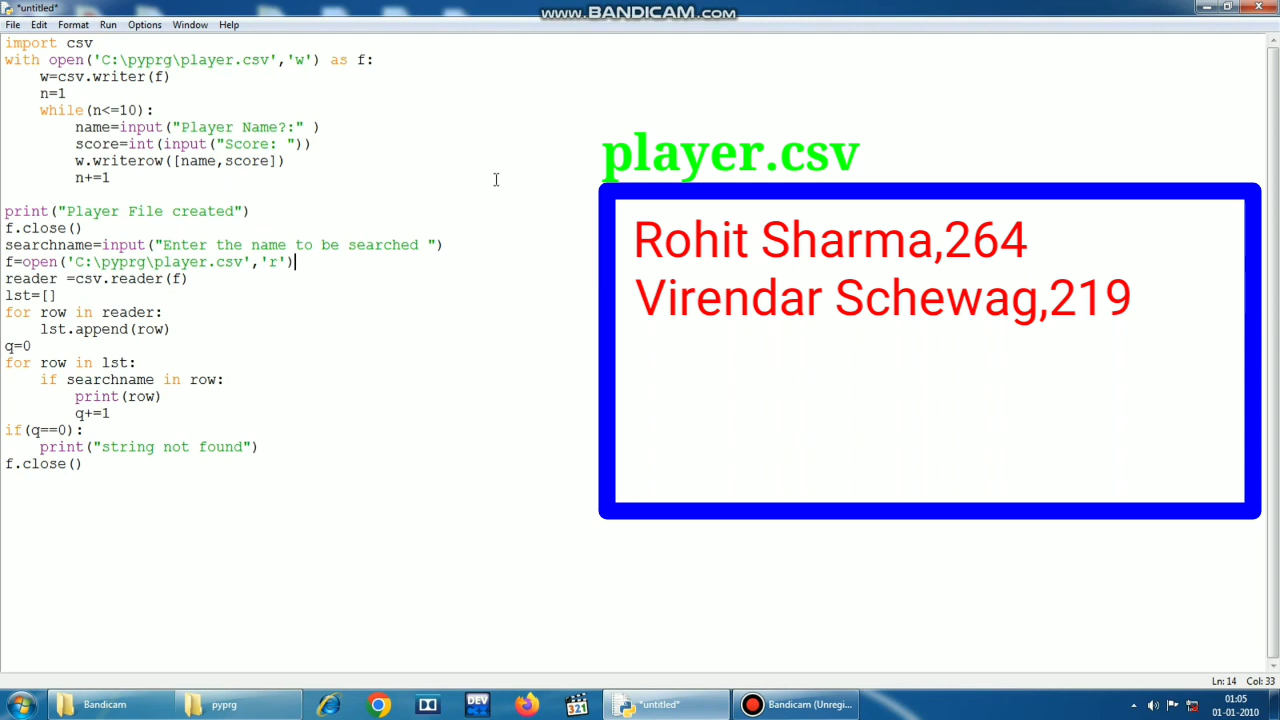 *untitled*
www.BANDICAM.com
File Edit Format Run Options Window Help
import csv
with open('C:\pyprg\player.csv','w') as f:
w=csv.writer(f)
n=1
while(n<=10):
name=input("Player Name?:" )
score=int(input("Score: "))
w.writerow([name,score])
n+=1
print("Player File created")
f.close()
searchname=input("Enter the name to be searched ")
f=open('C:\pyprg\player.csv','r')
reader =csv.reader(f)
lst=[]
for row in reader:
lst.append(row)
q=0
for row in lst:
if searchname in row:
print(row)
q+=1
if(q==0):
print("string not found")
f.close()
player.csv
Rohit Sharma,264
Virendar Schewag,219
Ln: 14 Col: 33
Bandicam
pyprg
DEV
321
*untitled*
Bandicam (Unregi...
01:05
01-01-2010